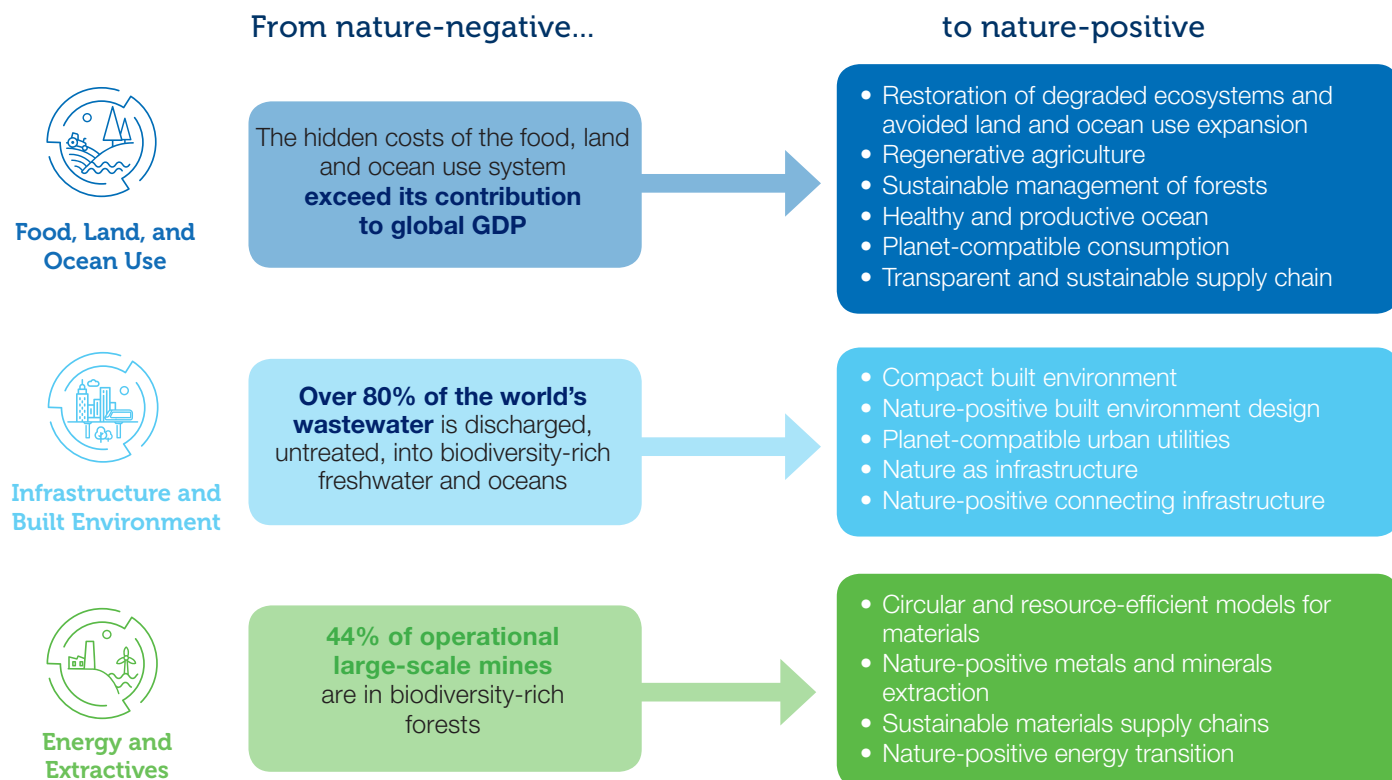 From nature-negative...
to nature-positive
Food, Land, and
Ocean Use
The hidden costs of the food, land
and ocean use system
exceed its contribution
to global GDP
• Restoration of degraded ecosystems and
avoided land and ocean use expansion
• Regenerative agriculture
• Sustainable management of forests
• Healthy and productive ocean
• Planet-compatible consumption
• Transparent and sustainable supply chain
Infrastructure and
Built Environment
Over 80% of the world’s
wastewater is discharged,
untreated, into biodiversity-rich
freshwater and oceans
• Compact built environment
• Nature-positive built environment design
• Planet-compatible urban utilities
• Nature as infrastructure
• Nature-positive connecting infrastructure
Energy and
Extractives
44% of operational
large-scale mines
are in biodiversity-rich
forests
• Circular and resource-efficient models for
materials
• Nature-positive metals and minerals
extraction
• Sustainable materials supply chains
• Nature-positive energy transition